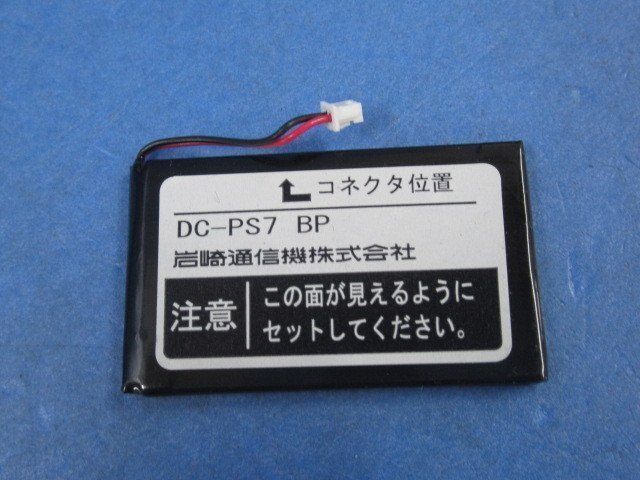 コネクタ位置
DC-PS7 BP
岩崎通信機株式会社
注意
この面が見えるように
セットしてください。